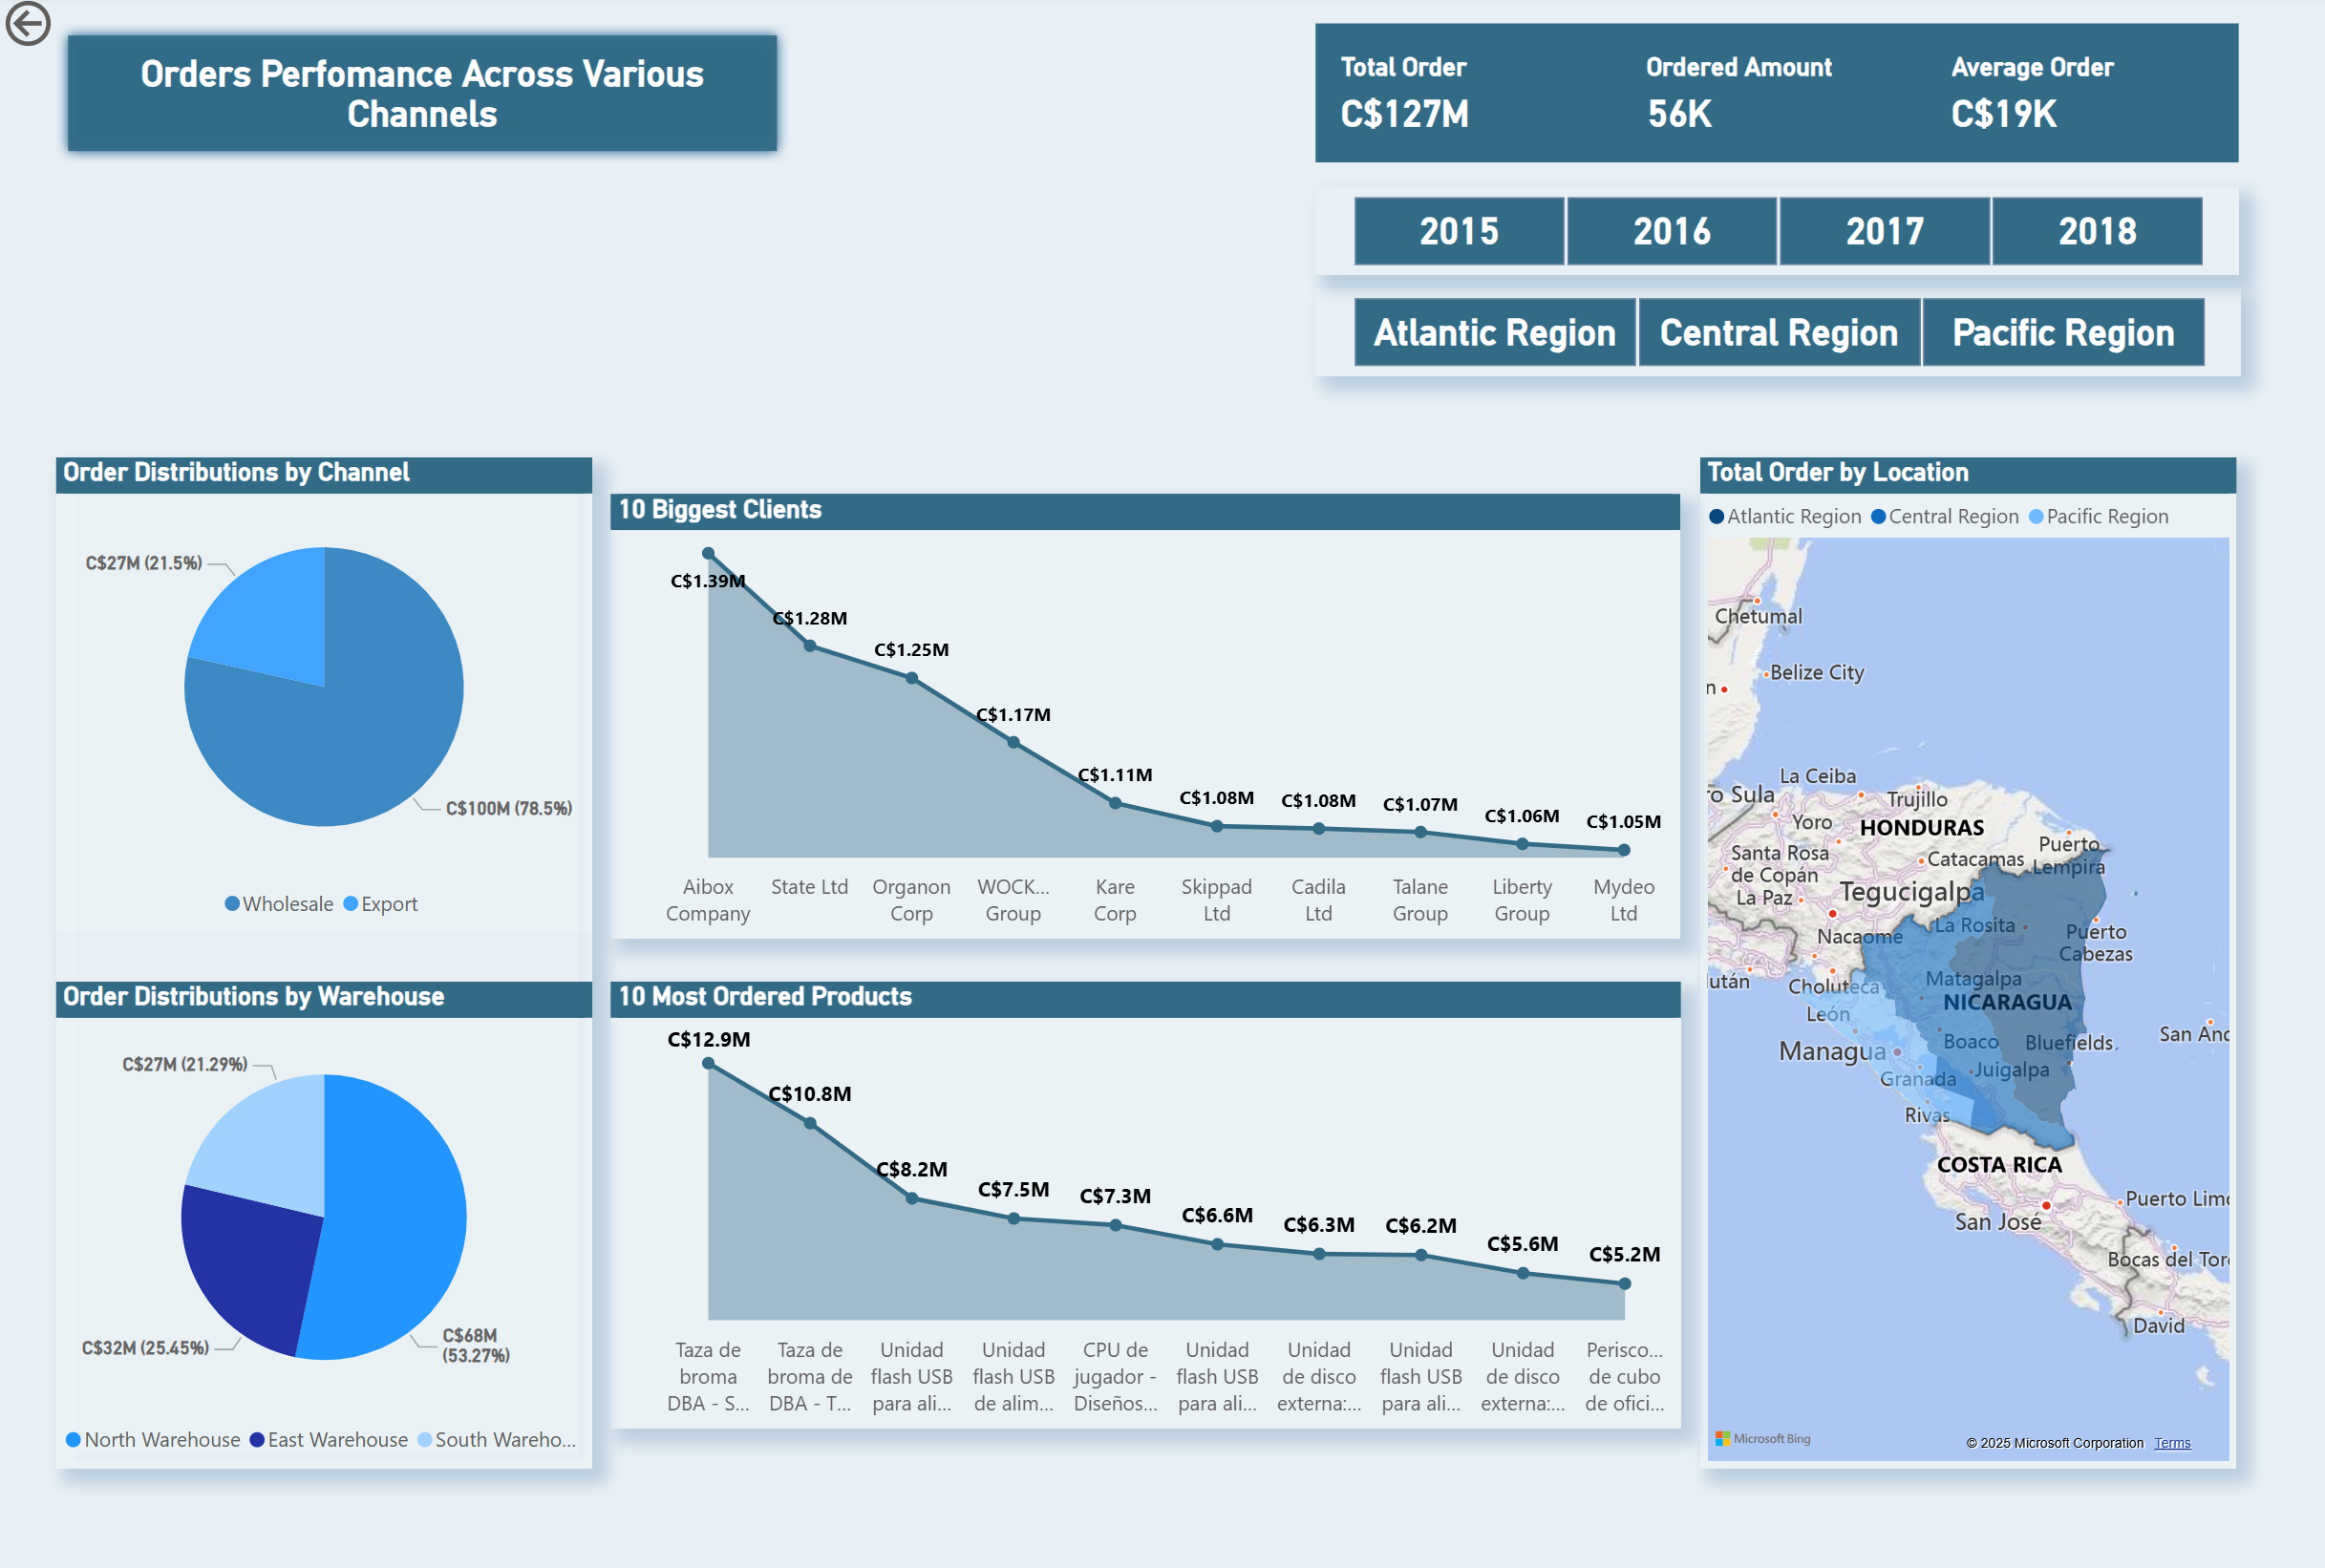 Orders Perfomance Across Various
Channels
Total Order
Ordered Amount
Average Order
C$127M
56K
C$19K
2015
2016
2017
2018
Atlantic Region
Central Region
Pacific Region
Order Distributions by Channel
C$27M (21.5%)
C$100M (78.5%)
Wholesale
Export
10 Biggest Clients
C$1.39M
C$1.28M
C$1.25M
C$1.17M
C$1.11M
C$1.08M
C$1.08M
C$1.07M
C$1.06M
C$1.05M
Aibox
Company
State Ltd
Organon
Corp
WOCK...
Group
Kare
Corp
Skippad
Ltd
Cadila
Ltd
Talane
Group
Liberty
Group
Mydeo
Ltd
Order Distributions by Warehouse
C$27M (21.29%)
C$32M (25.45%)
C$68M
(53.27%)
North Warehouse
East Warehouse
South Wareho...
10 Most Ordered Products
C$12.9M
C$10.8M
C$8.2M
C$7.5M
C$7.3M
C$6.6M
C$6.3M
C$6.2M
C$5.6M
C$5.2M
Taza de
broma
DBA - S...
Taza de
broma de
DBA - T...
Unidad
flash USB
para ali...
Unidad
flash USB
de alim...
CPU de
jugador -
Diseños...
Unidad
flash USB
para ali...
Unidad
de disco
externa:...
Unidad
flash USB
para ali...
Unidad
de disco
externa:...
Perisco...
de cubo
de ofici...
Total Order by Location
Atlantic Region
Central Region
Pacific Region
Chetumal
Belize City
n
La Ceiba
ro Sula
Trujillo
Yoro
HONDURAS
Puerto
Lempira
Santa Rosa
de Copán
Catacamas
La Paz
Tegucigalpa
La Rosita
Nacaome
Puerto
Cabezas
lután
Choluteca
Matagalpa
NICARAGUA
León
San And
Managua
Boaco
Bluefields
Granada
Juigalpa
Rivas
COSTA RICA
Puerto Limo
San José
Bocas del Toro
David
Microsoft Bing
© 2025 Microsoft Corporation
Terms